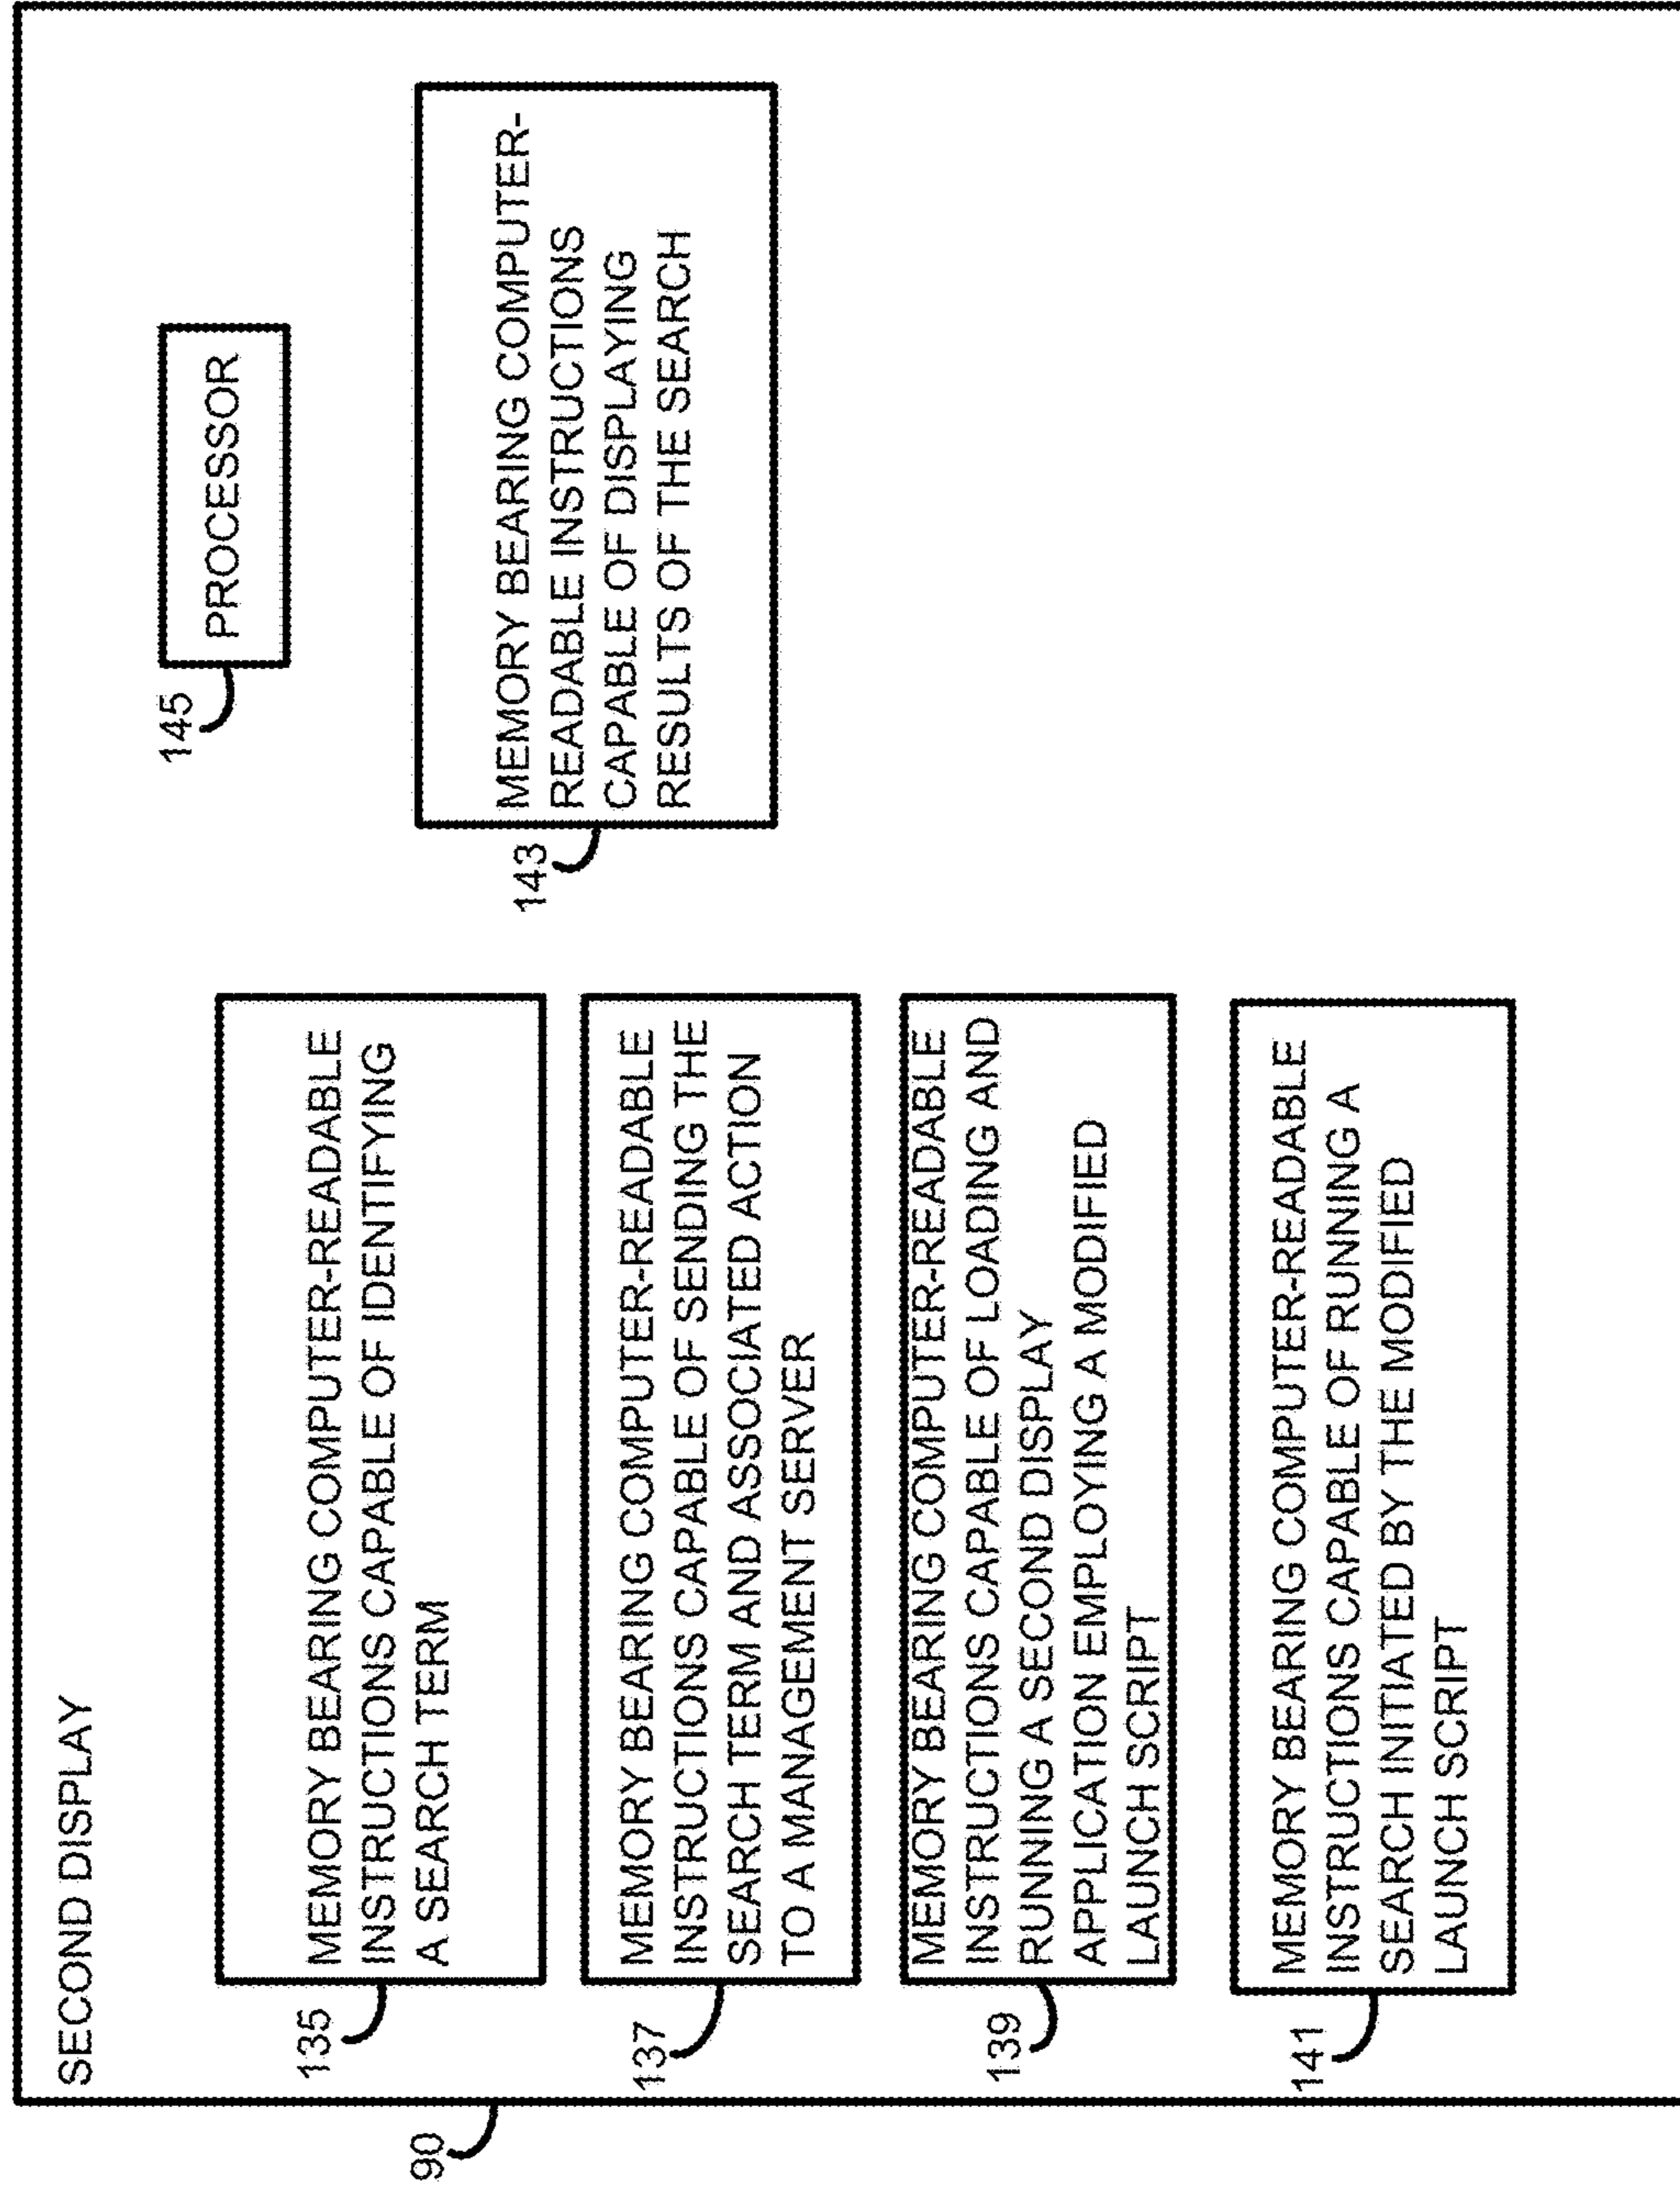 SECOND DISPLAY
90
135
MEMORY BEARING COMPUTER-READABLE
INSTRUCTIONS CAPABLE OF IDENTIFYING
A SEARCH TERM
137
MEMORY BEARING COMPUTER-READABLE
INSTRUCTIONS CAPABLE OF SENDING THE
SEARCH TERM AND ASSOCIATED ACTION
TO A MANAGEMENT SERVER
139
MEMORY BEARING COMPUTER-READABLE
INSTRUCTIONS CAPABLE OF LOADING AND
RUNNING A SECOND DISPLAY
APPLICATION EMPLOYING A MODIFIED
LAUNCH SCRIPT
141
MEMORY BEARING COMPUTER-READABLE
INSTRUCTIONS CAPABLE OF RUNNING A
SEARCH INITIATED BY THE MODIFIED
LAUNCH SCRIPT
145
PROCESSOR
143
MEMORY BEARING COMPUTER-
READABLE INSTRUCTIONS
CAPABLE OF DISPLAYING
RESULTS OF THE SEARCH